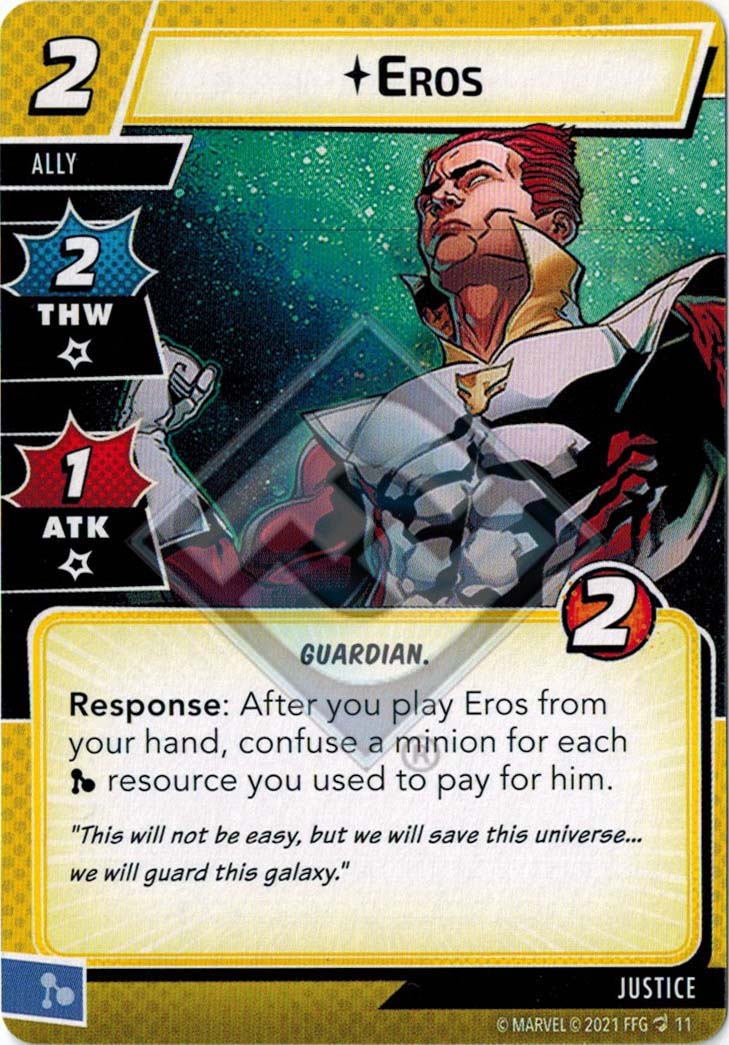 2
EROS
ALLY
2
THW
1
ATK
2
GUARDIAN.
Response: After you play Eros from
your hand, confuse a minion for each
resource you used to pay for him.
"This will not be easy, but we will save this universe...
we will guard this galaxy."
JUSTICE
© MARVEL © 2021 FFG 11
®